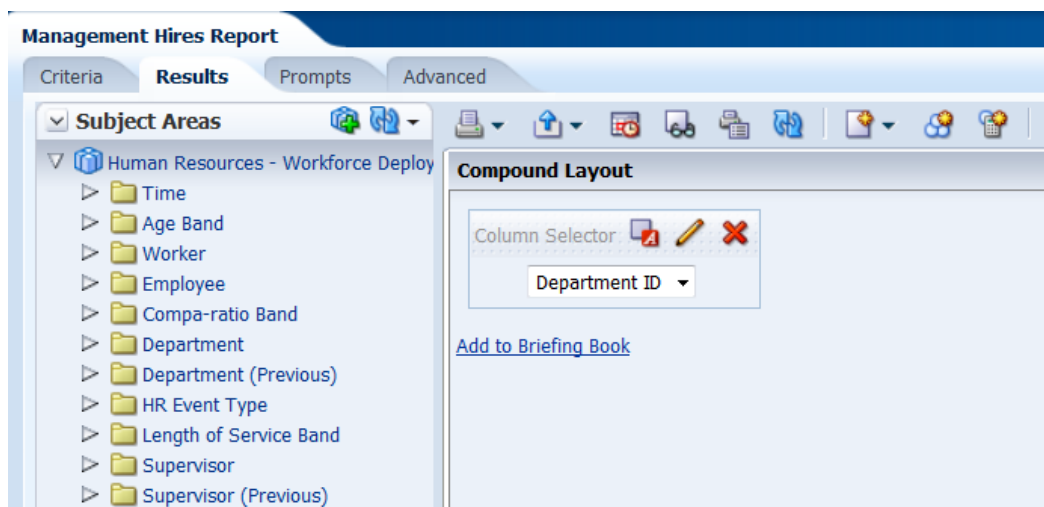 Management Hires Report
Criteria Results Prompts Advanced
Subject Areas
Human Resources - Workforce Deploy
Time
Age Band
Worker
Employee
Compa-ratio Band
Department
Department (Previous)
HR Event Type
Length of Service Band
Supervisor
Supervisor (Previous)
Compound Layout
Column Selector
Department ID
Add to Briefing Book